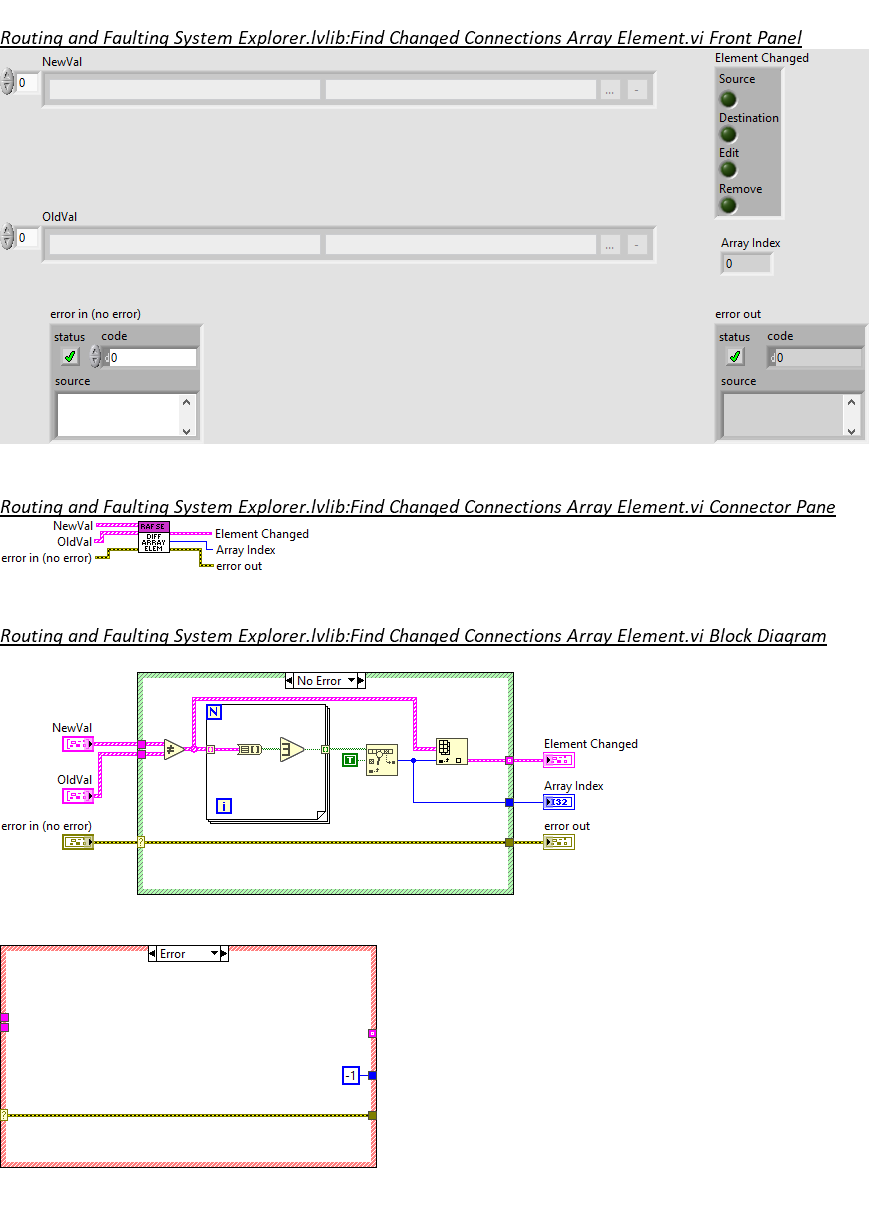 Routing and Faulting System Explorer.lvlib:Find Changed Connections Array Element.vi Front Panel
NewVal
0
... -
Element Changed
Source
Destination
Edit
Remove
OldVal
0
... -
Array Index
0
error in (no error)
status code
d0
source
error out
status code
d0
source
Routing and Faulting System Explorer.lvlib:Find Changed Connections Array Element.vi Connector Pane
NewVal
OldVal
error in (no error)
RAF SE
DIFF
ARRAY
ELEM
Element Changed
Array Index
error out
Routing and Faulting System Explorer.lvlib:Find Changed Connections Array Element.vi Block Diagram
No Error
N
i
T
NewVal
OldVal
error in (no error)
?
Element Changed
Array Index
I32
error out
Error
-1
?